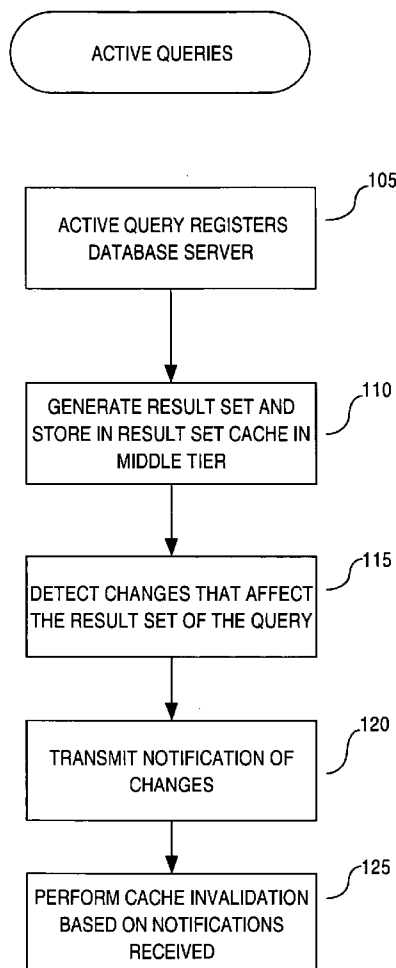 ACTIVE QUERIES
105
ACTIVE QUERY REGISTERS
DATABASE SERVER
110
GENERATE RESULT SET AND
STORE IN RESULT SET CACHE IN
MIDDLE TIER
115
DETECT CHANGES THAT AFFECT
THE RESULT SET OF THE QUERY
120
TRANSMIT NOTIFICATION OF
CHANGES
125
PERFORM CACHE INVALIDATION
BASED ON NOTIFICATIONS
RECEIVED